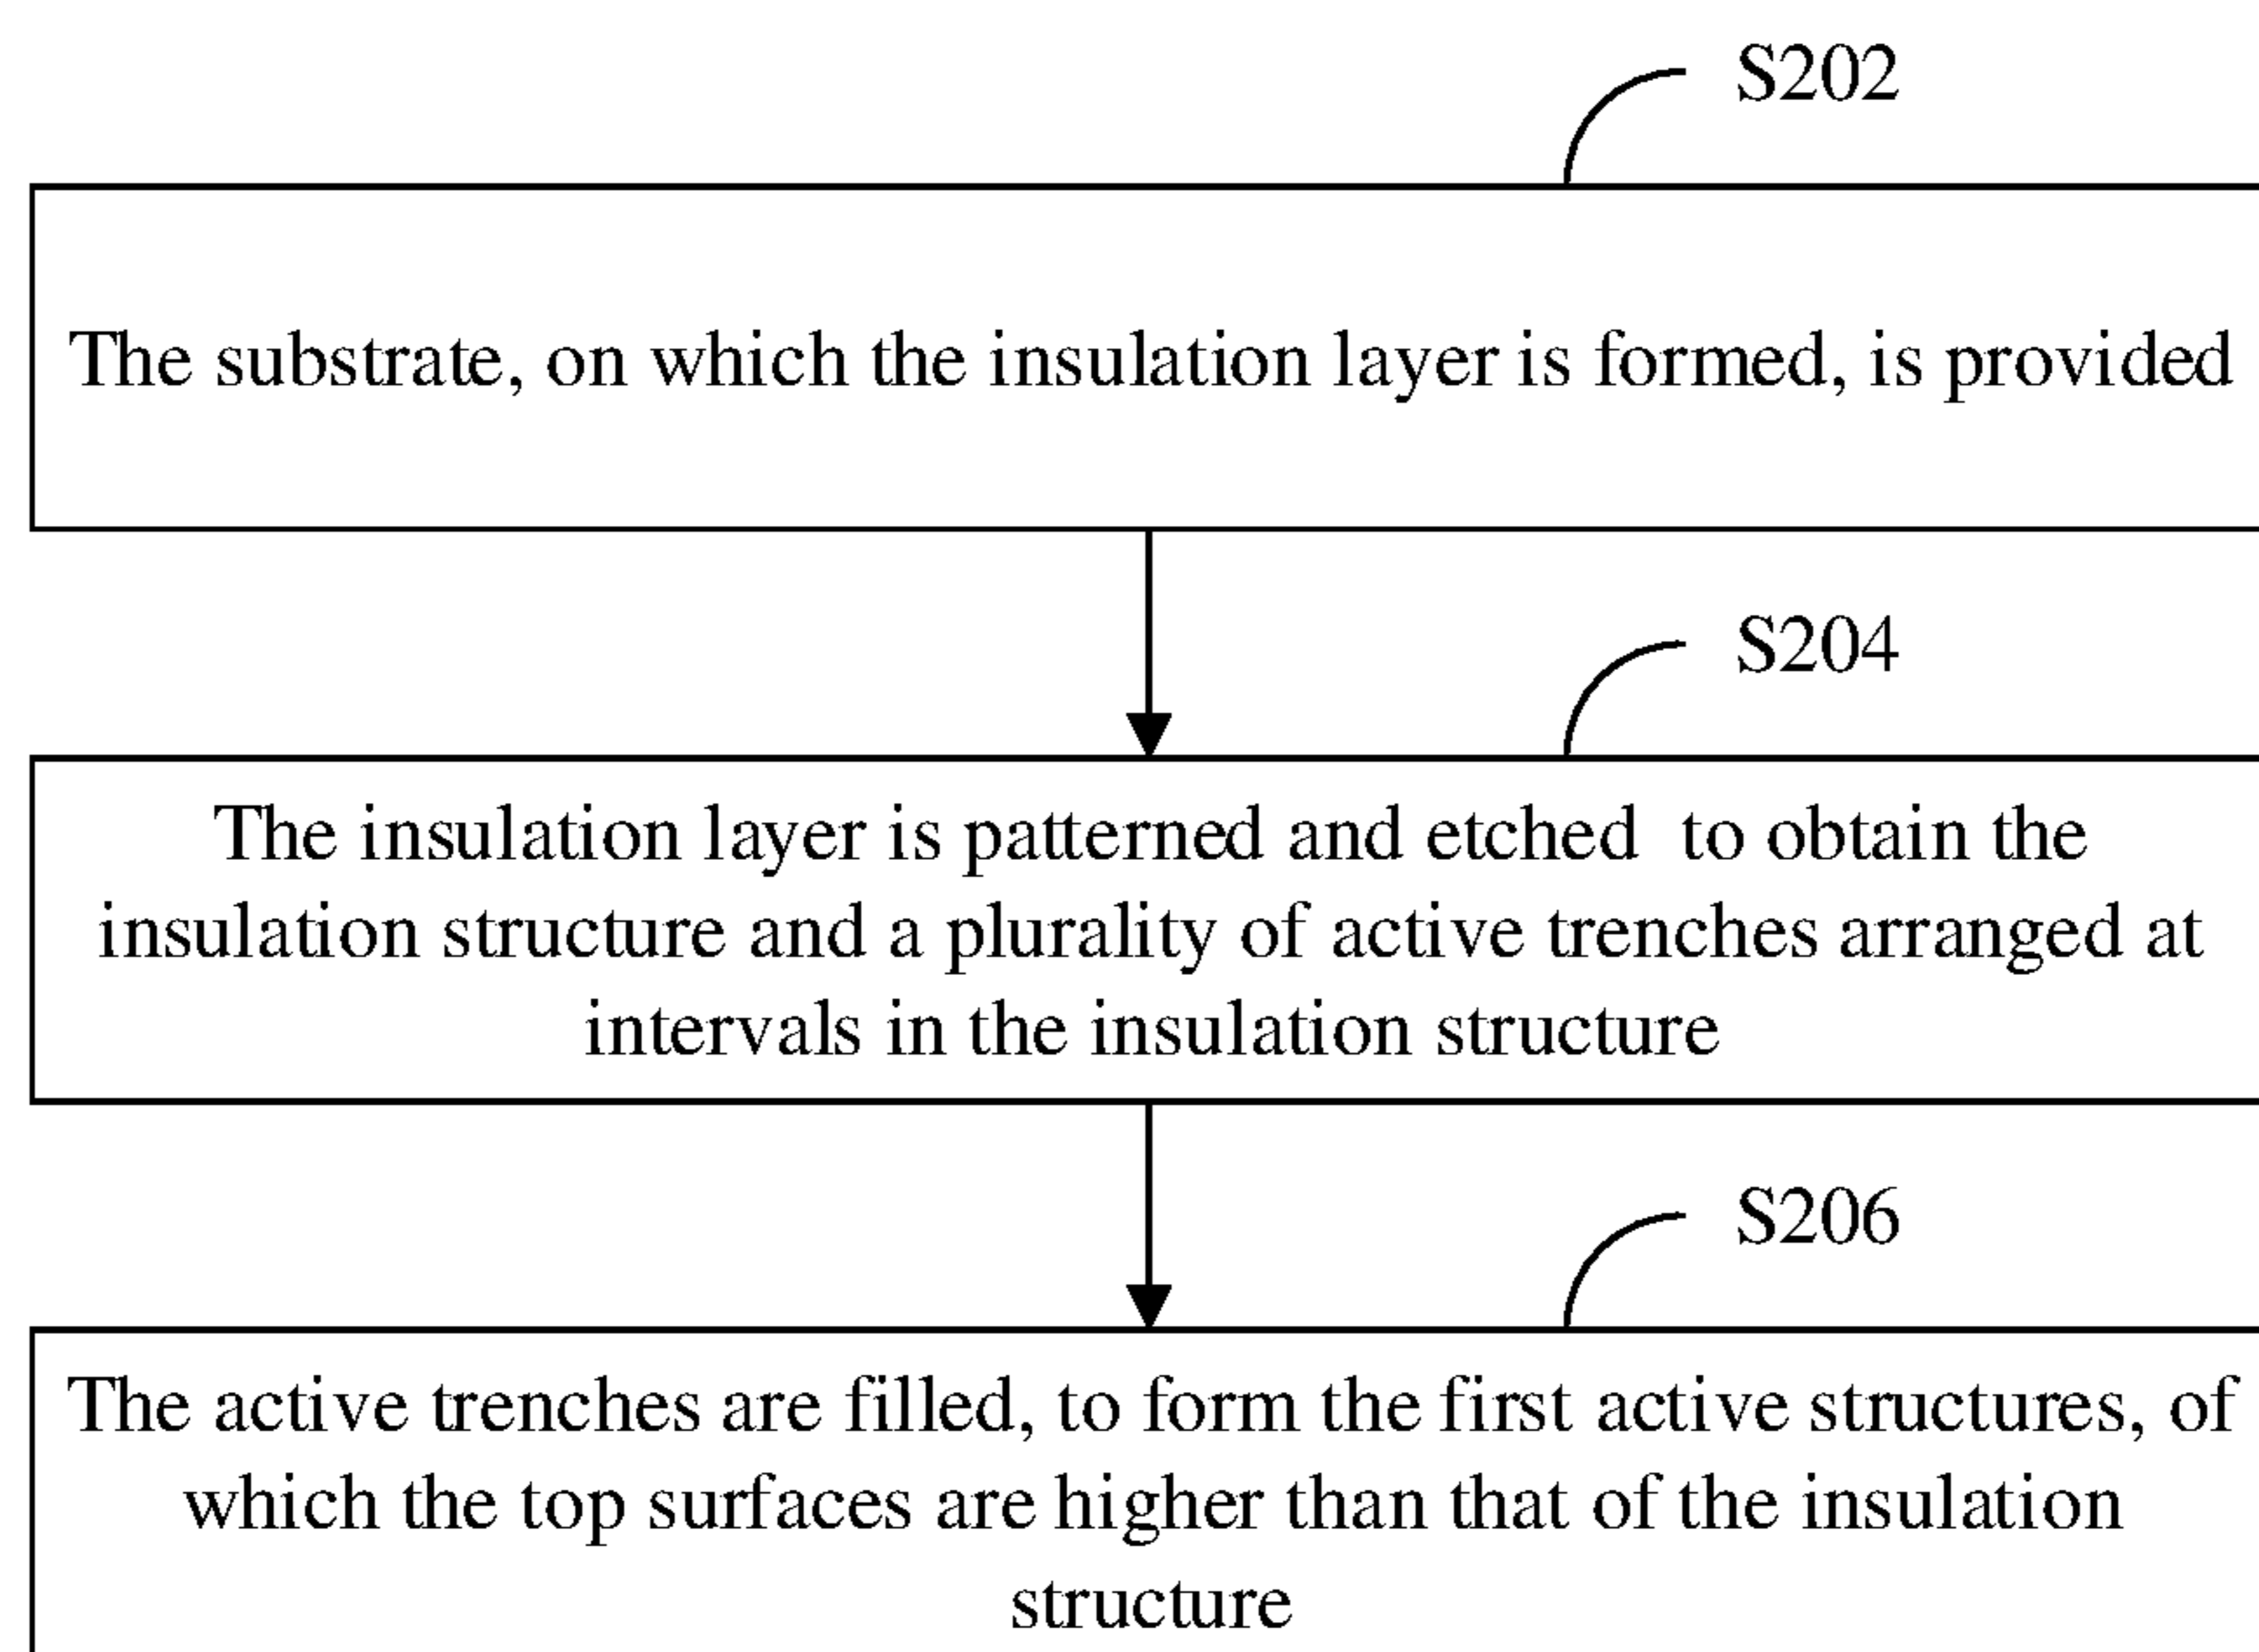 S202
The substrate, on which the insulation layer is formed, is provided
S204
The insulation layer is patterned and etched to obtain the
insulation structure and a plurality of active trenches arranged at
intervals in the insulation structure
S206
The active trenches are filled, to form the first active structures, of
which the top surfaces are higher than that of the insulation
structure